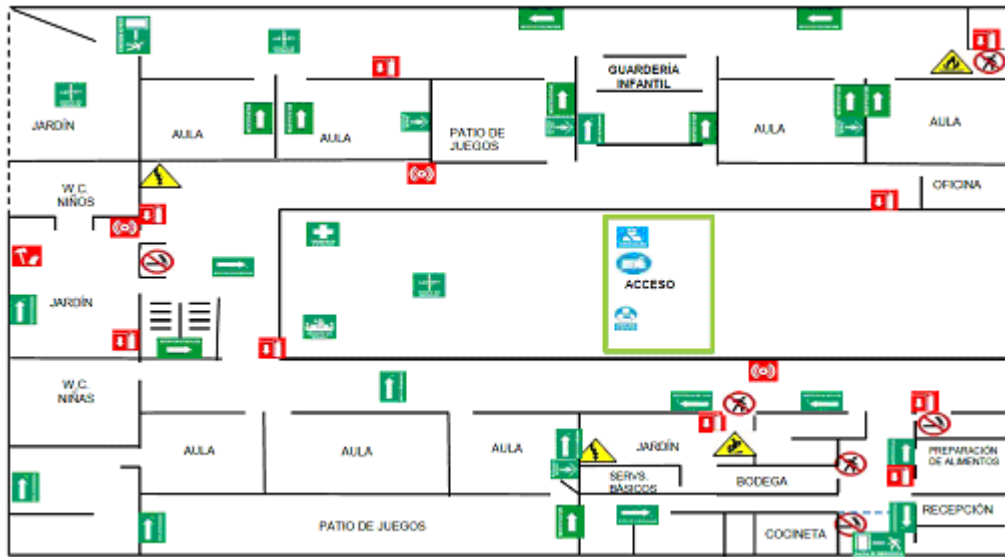 GUARDERÍA
INFANTIL
JARDÍN
AULA
AULA
PATIO DE
JUEGOS
AULA
AULA
W.C.
NIÑOS
OFICINA
ACCESO
JARDÍN
W.C.
NIÑAS
AULA
AULA
AULA
JARDÍN
PREPARACIÓN
DE ALIMENTOS
SERVS.
BÁSICOS
BODEGA
RECEPCIÓN
PATIO DE JUEGOS
COCINETA